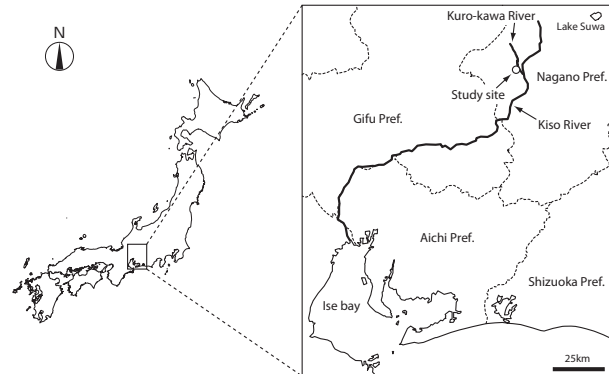 N
Kuro-kawa River
Lake Suwa
Nagano Pref.
Study site
Gifu Pref.
Kiso River
Aichi Pref.
Shizuoka Pref.
Ise bay
25km